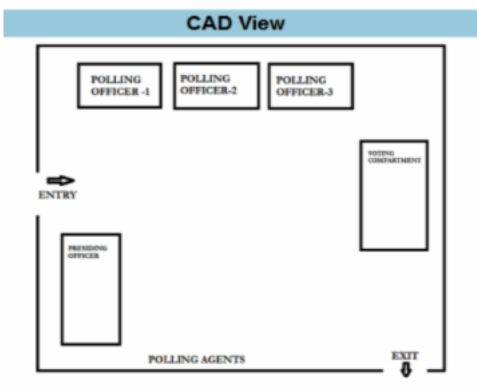 CAD View
POLLING
OFFICER -1
POLLING
OFFICER-2
POLLING
OFFICER-3
VOTING
COMPARTMENT
ENTRY
PRESIDING
OFFICER
POLLING AGENTS
EXIT